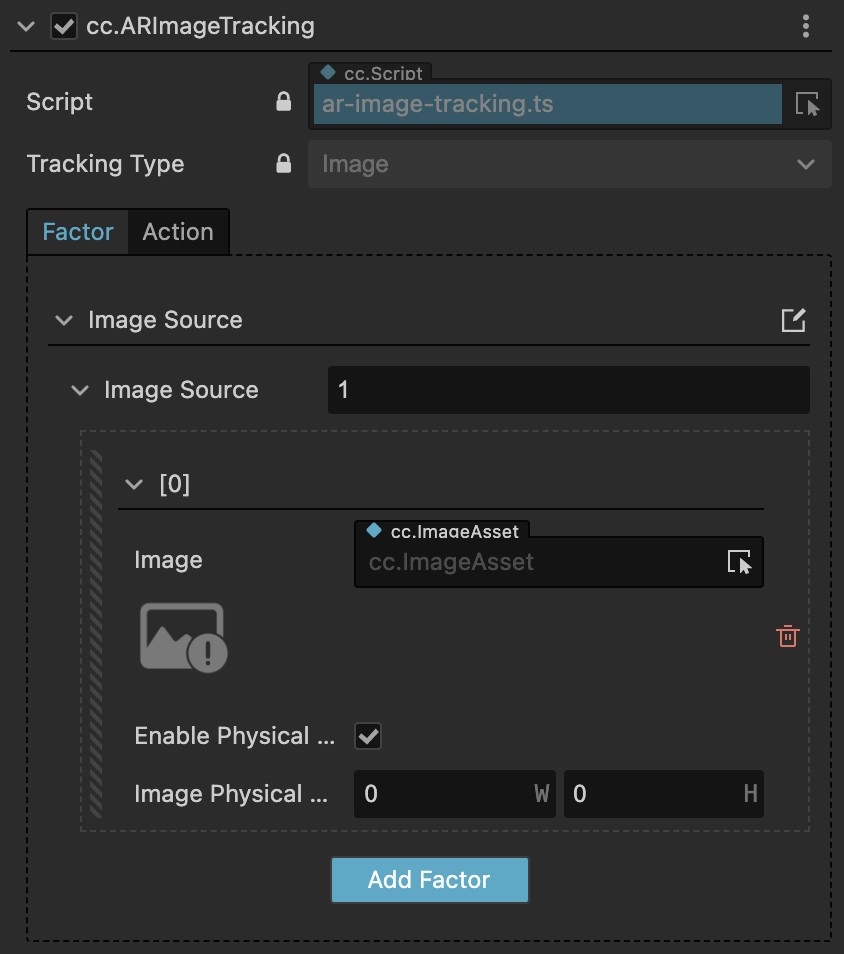 cc.ARImageTracking
cc.Script
Script
ar-image-tracking.ts
Tracking Type
Image
Factor
Action
Image Source
Image Source
1
[0]
cc.ImageAsset
Image
cc.ImageAsset
Enable Physical ...
Image Physical ...
0 W
0 H
Add Factor